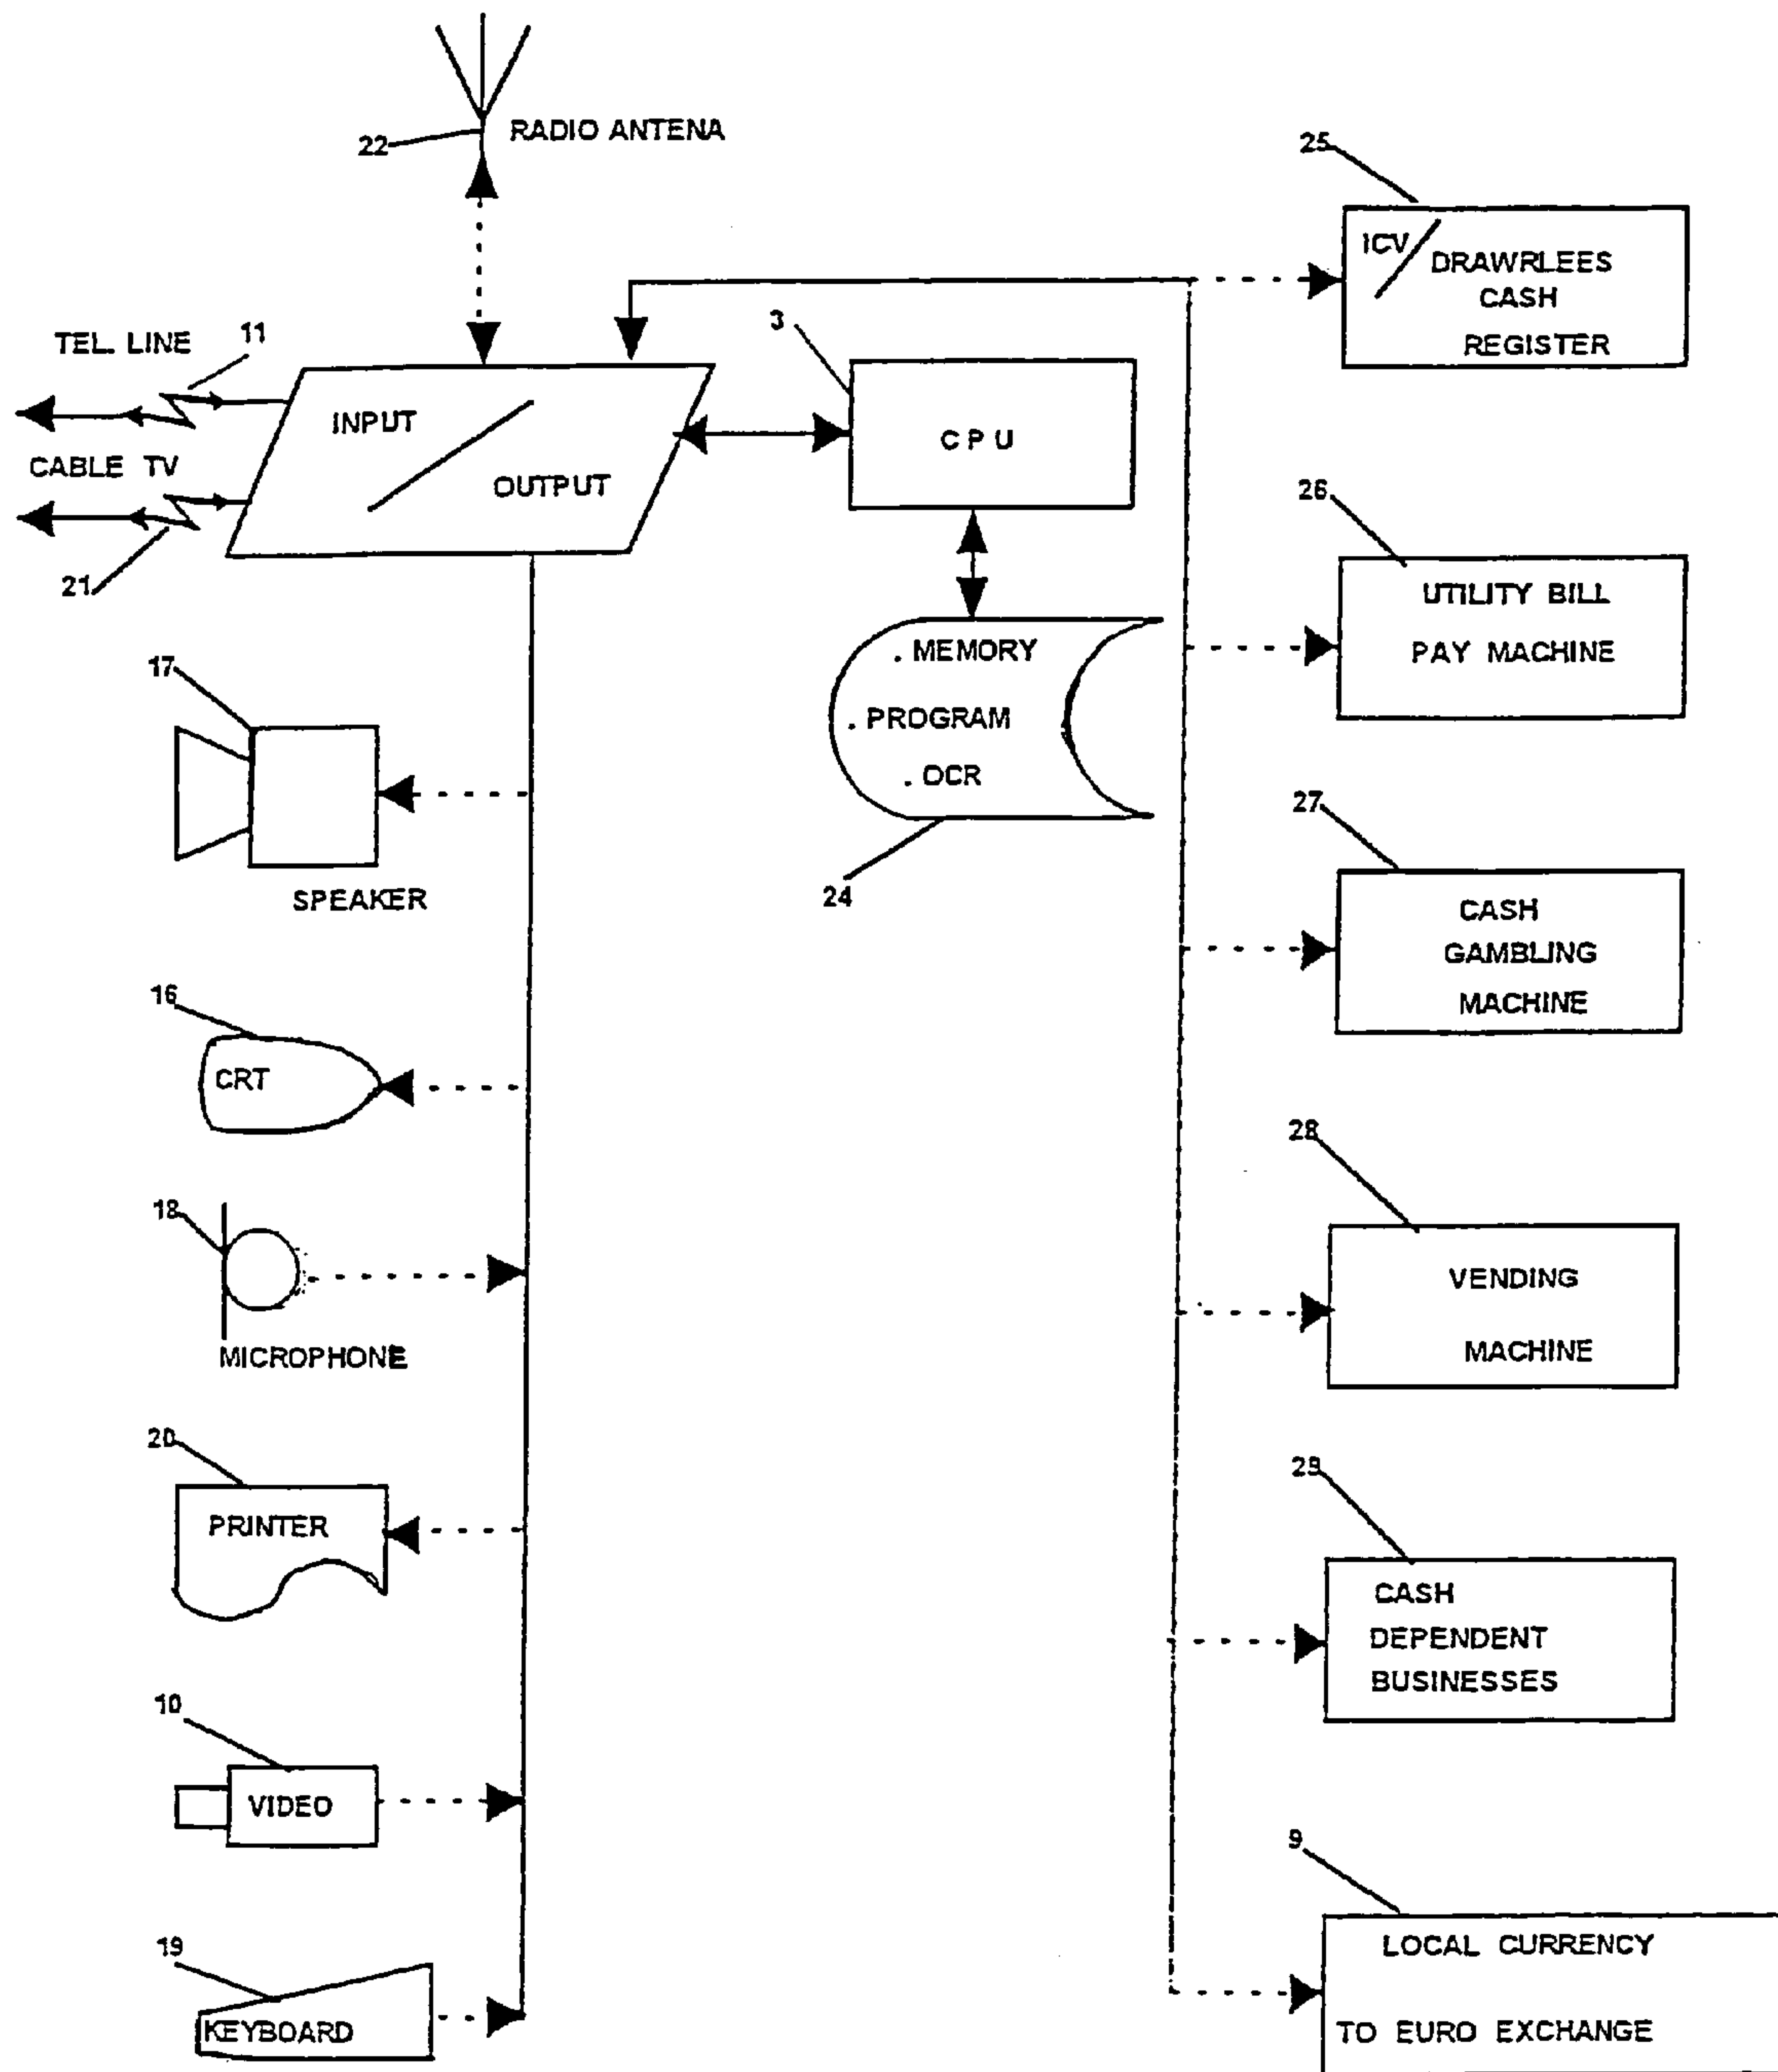 22
RADIO ANTENA
25
ICV
DRAWRLEES
CASH
REGISTER
TEL. LINE
11
3
INPUT
OUTPUT
CPU
CABLE TV
21
26
UTILITY BILL
PAY MACHINE
. MEMORY
. PROGRAM
. OCR
24
17
SPEAKER
27
CASH
GAMBLING
MACHINE
16
CRT
28
VENDING
MACHINE
18
MICROPHONE
20
PRINTER
29
CASH
DEPENDENT
BUSINESSES
10
VIDEO
9
LOCAL CURRENCY
TO EURO EXCHANGE
19
KEYBOARD